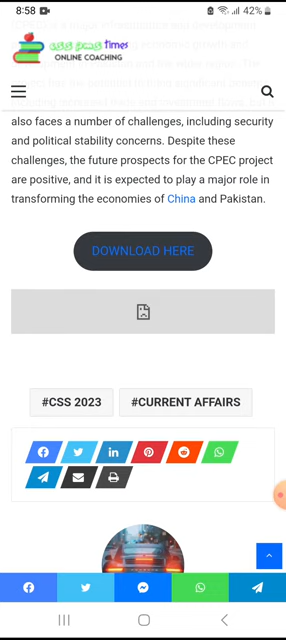 8:58
42%
times
ONLINE COACHING
also faces a number of challenges, including security
and political stability concerns. Despite these
challenges, the future prospects for the CPEC project
are positive, and it is expected to play a major role in
transforming the economies of China and Pakistan.
DOWNLOAD HERE
#CSS 2023
#CURRENT AFFAIRS